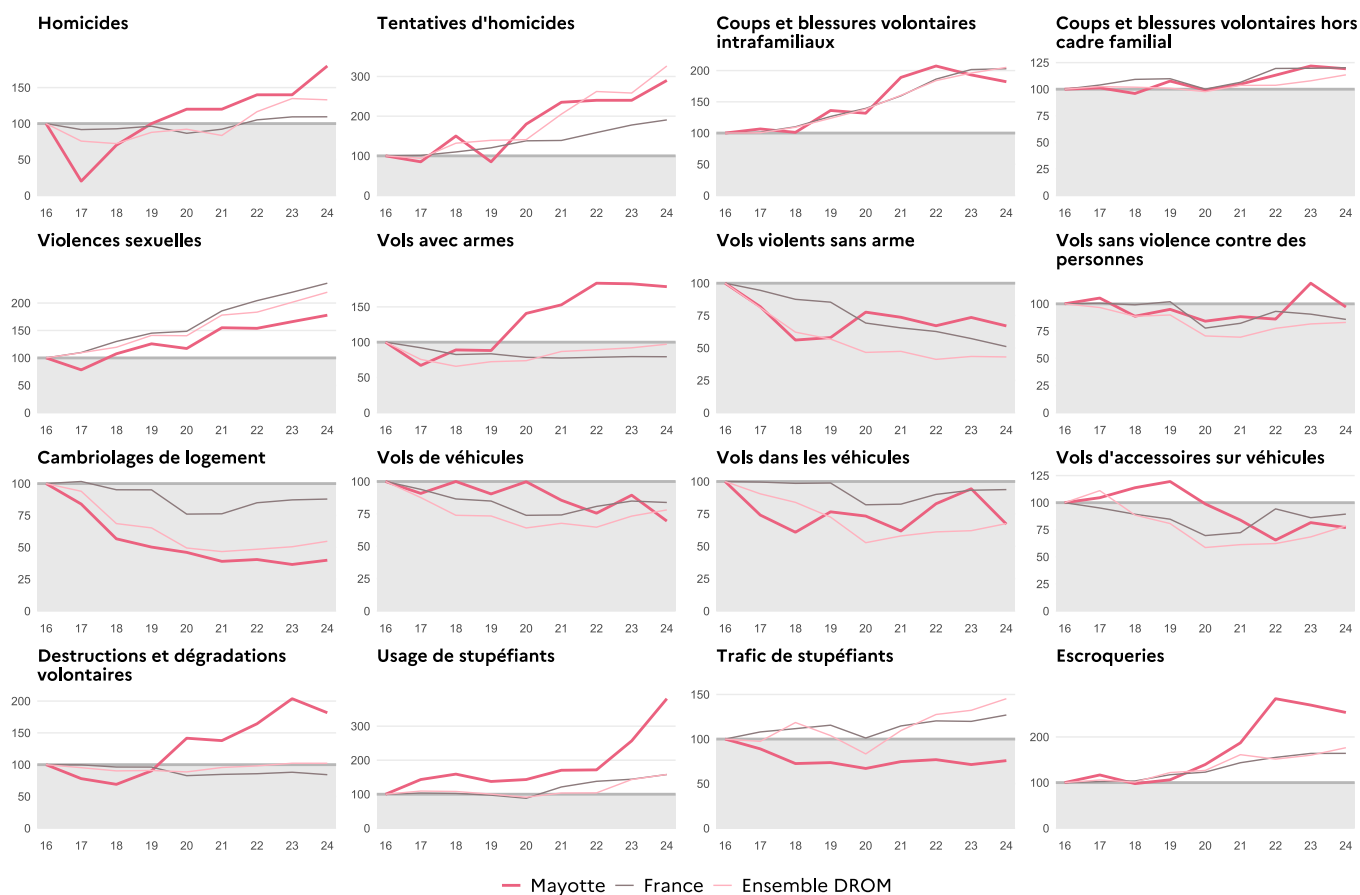 Homicides
150
100
50
0
16 17 18 19 20 21 22 23 24
Tentatives d'homicides
300
200
100
0
16 17 18 19 20 21 22 23 24
Coups et blessures volontaires
intrafamiliaux
200
150
100
50
0
16 17 18 19 20 21 22 23 24
Coups et blessures volontaires hors
cadre familial
125
100
75
50
25
0
16 17 18 19 20 21 22 23 24
Violences sexuelles
200
150
100
50
0
16 17 18 19 20 21 22 23 24
Vols avec armes
150
100
50
0
16 17 18 19 20 21 22 23 24
Vols violents sans arme
100
75
50
25
0
16 17 18 19 20 21 22 23 24
Vols sans violence contre des
personnes
100
75
50
25
0
16 17 18 19 20 21 22 23 24
Cambriolages de logement
100
75
50
25
0
16 17 18 19 20 21 22 23 24
Vols de véhicules
100
75
50
25
0
16 17 18 19 20 21 22 23 24
Vols dans les véhicules
100
75
50
25
0
16 17 18 19 20 21 22 23 24
Vols d'accessoires sur véhicules
125
100
75
50
25
0
16 17 18 19 20 21 22 23 24
Destructions et dégradations
volontaires
200
150
100
50
0
16 17 18 19 20 21 22 23 24
Usage de stupéfiants
300
200
100
0
16 17 18 19 20 21 22 23 24
Trafic de stupéfiants
150
100
50
0
16 17 18 19 20 21 22 23 24
Escroqueries
200
100
0
16 17 18 19 20 21 22 23 24
Mayotte France Ensemble DROM